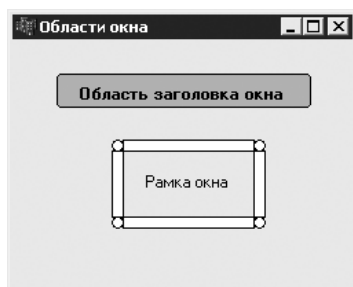 Области окна
Область заголовка окна
Рамка окна